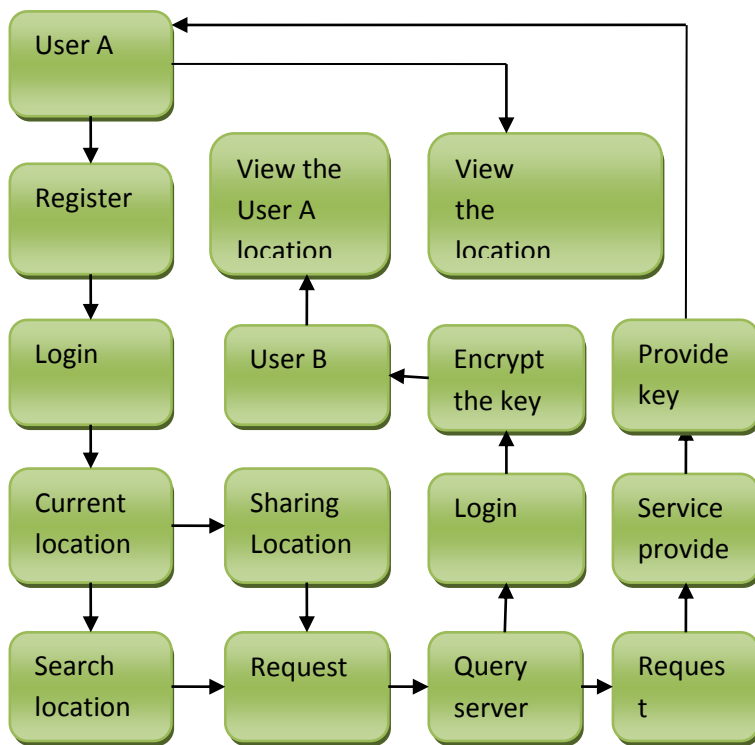 User A
View the
User A
location
View
the
location
Register
Login
User B
Encrypt
the key
Provide
key
Current
location
Sharing
Location
Login
Service
provide
Search
location
Request
Query
server
Reques
t